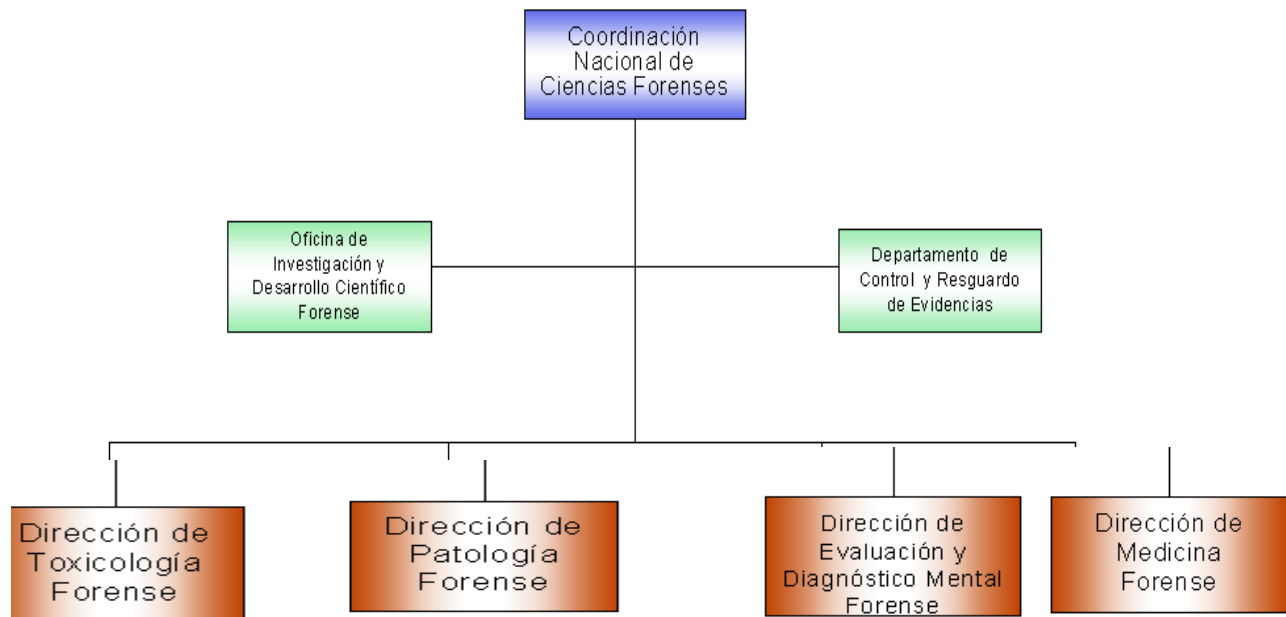 Coordinación
Nacional de
Ciencias Forenses
Oficina de
Investigación y
Desarrollo Científico
Forense
Departamento de
Control y Resguardo
de Evidencias
Dirección de
Toxicología
Forense
Dirección de
Patología
Forense
Dirección de
Evaluación y
Diagnóstico Mental
Forense
Dirección de
Medicina
Forense